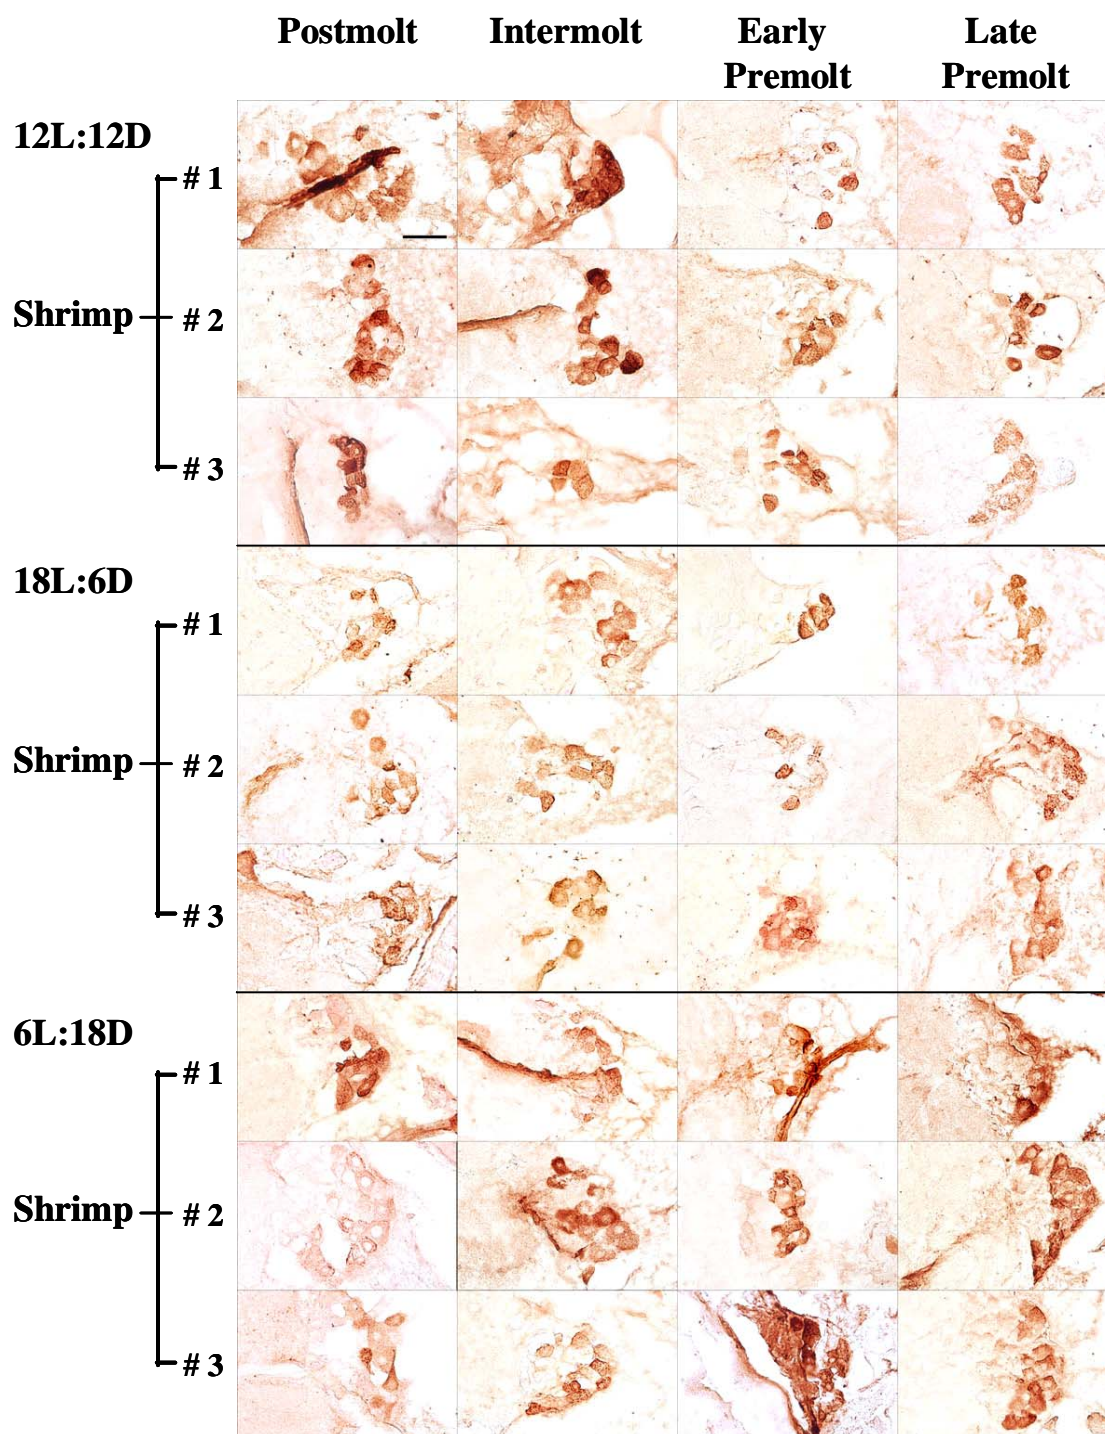 Postmolt Intermolt Early Premolt Late Premolt
12L:12D
# 1
Shrimp # 2
# 3
18L:6D
# 1
Shrimp # 2
# 3
6L:18D
# 1
Shrimp # 2
# 3